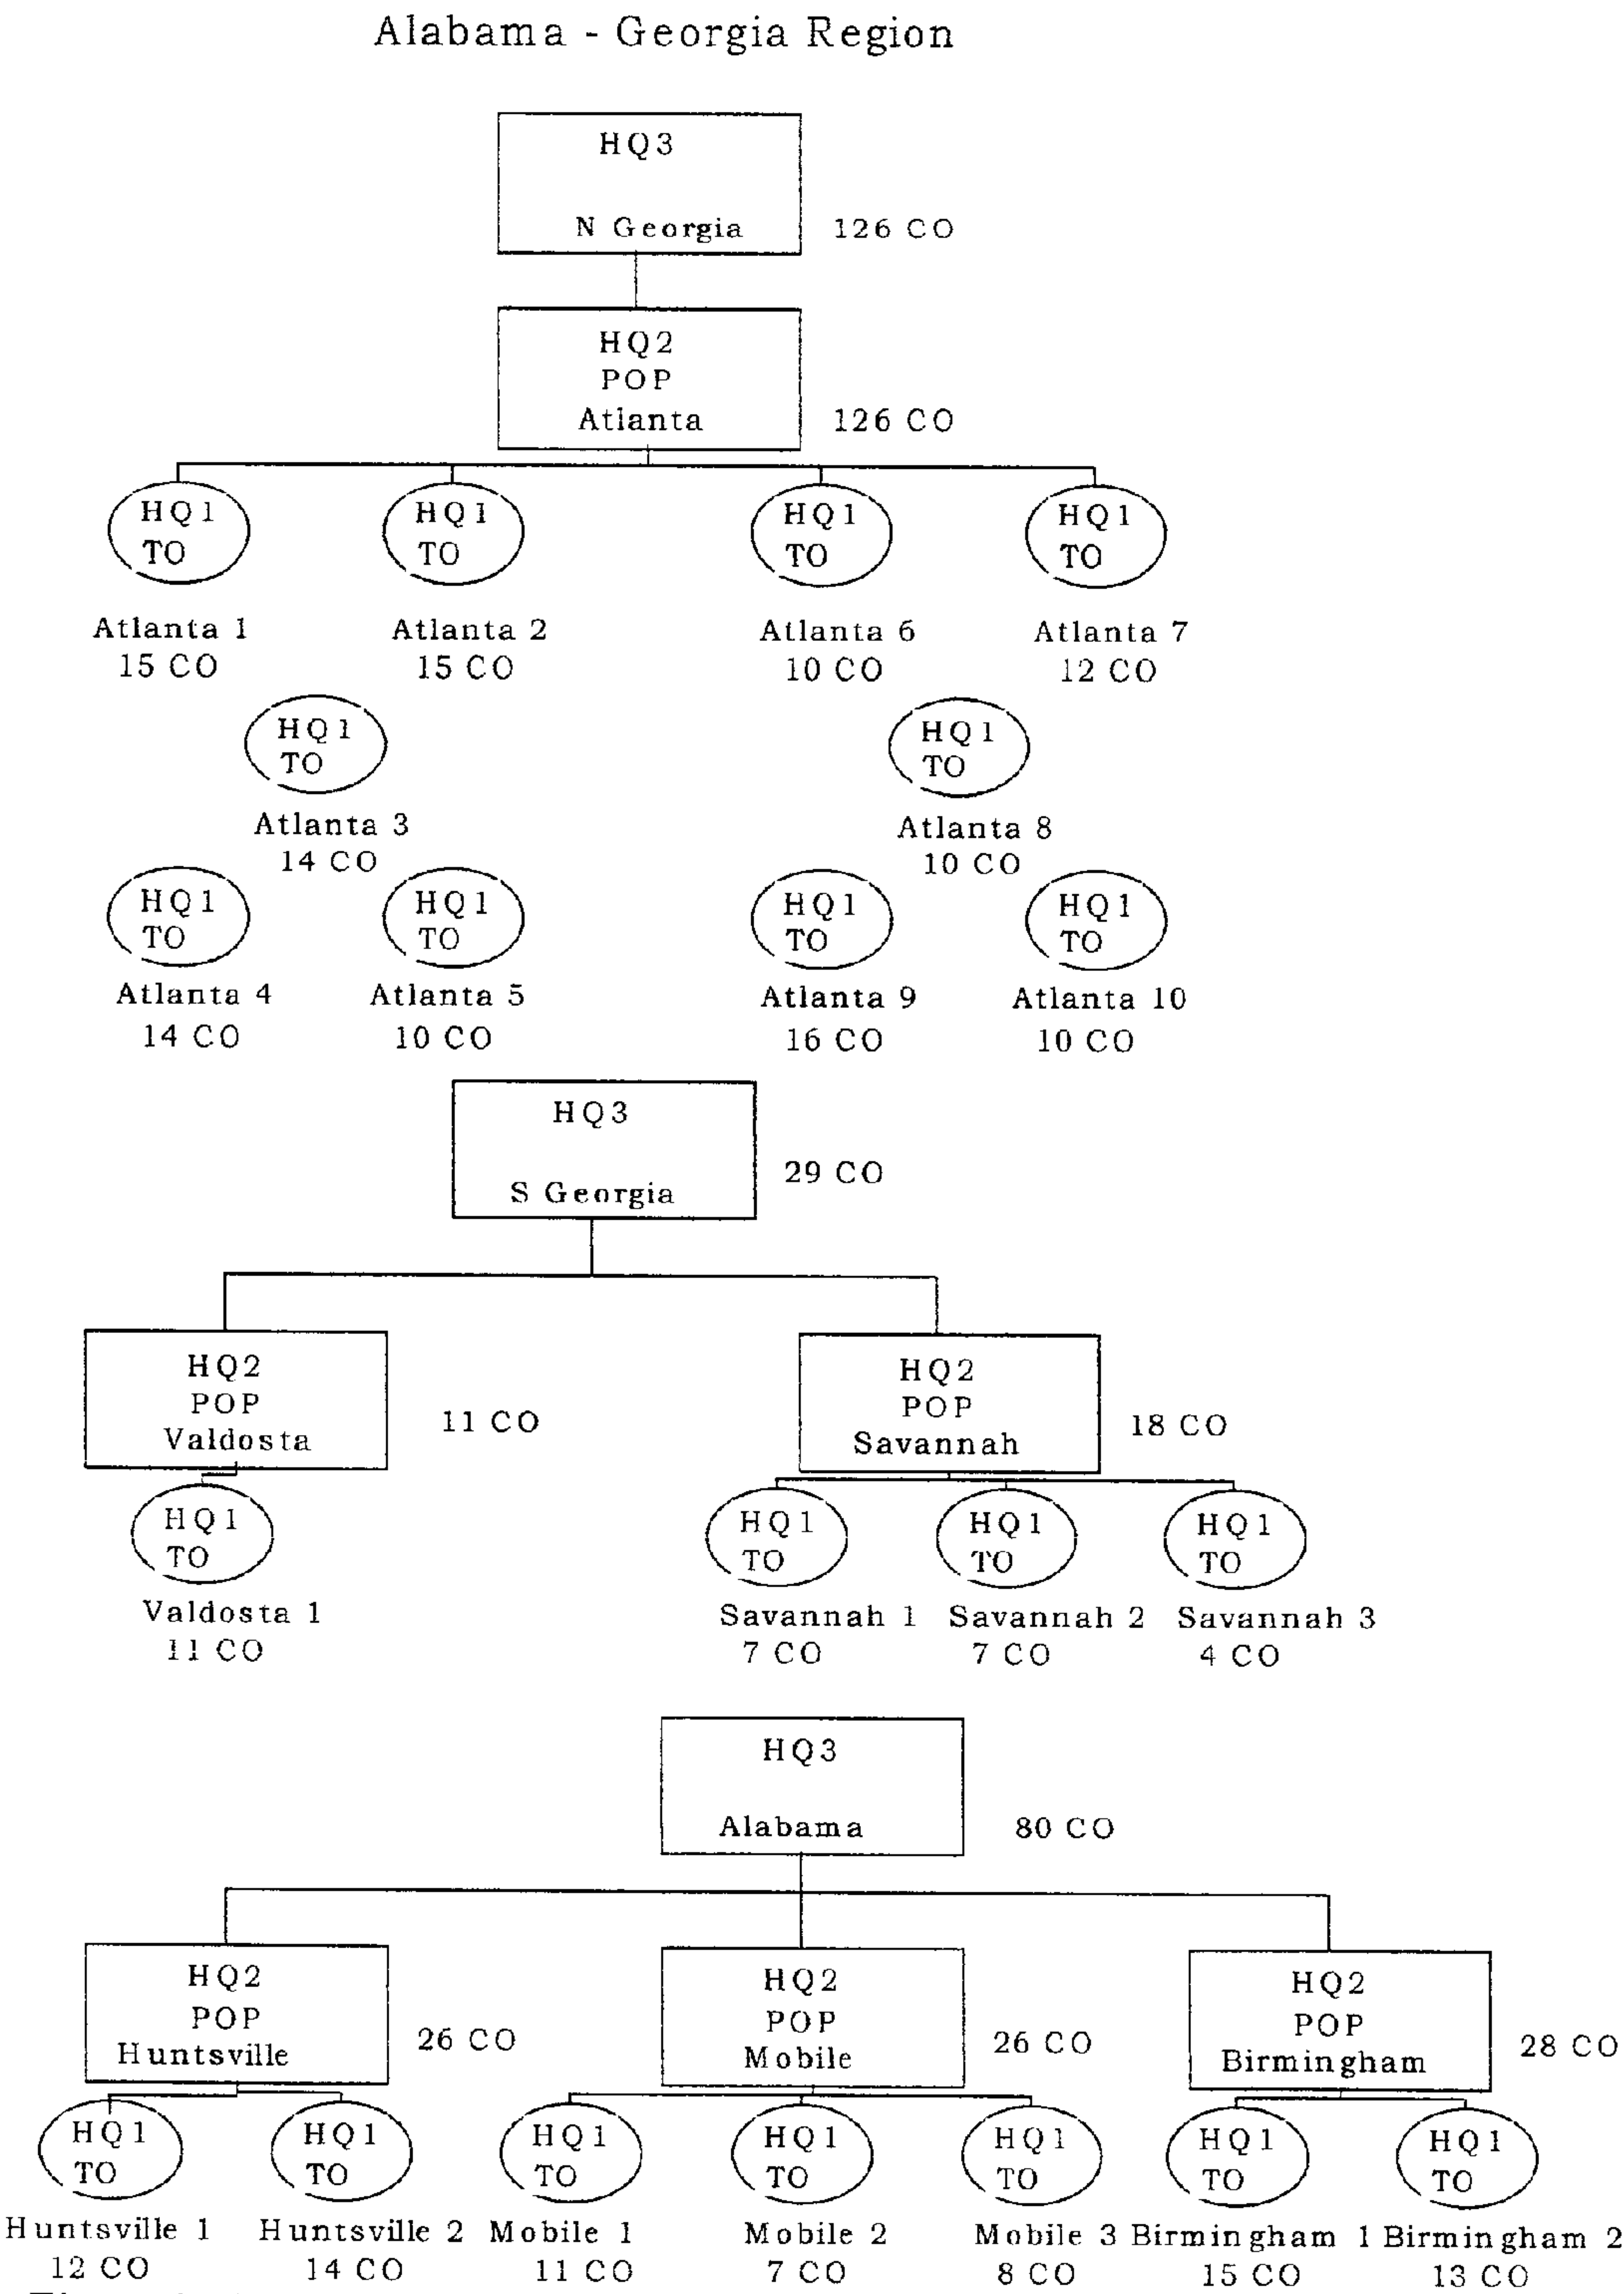 Alabama - Georgia Region
HQ3
N Georgia
126 CO
HQ2
POP
Atlanta
126 CO
HQ1 HQ1 HQ1 HQ1
TO TO TO TO
Atlanta 1 Atlanta 2 Atlanta 6 Atlanta 7
15 CO 15 CO 10 CO 12 CO
HQ1 HQ1
TO TO
Atlanta 3 Atlanta 8
14 CO 10 CO
HQ1 HQ1 HQ1 HQ1
TO TO TO TO
Atlanta 4 Atlanta 5 Atlanta 9 Atlanta 10
14 CO 10 CO 16 CO 10 CO
HQ3
S Georgia
29 CO
HQ2
POP
Valdosta
11 CO
HQ2
POP
Savannah
18 CO
HQ1 HQ1 HQ1 HQ1
TO TO TO TO
Valdosta 1 Savannah 1 Savannah 2 Savannah 3
11 CO 7 CO 7 CO 4 CO
HQ3
Alabama
80 CO
HQ2
POP
Huntsville
26 CO
HQ2
POP
Mobile
26 CO
HQ2
POP
Birmingham
28 CO
HQ1 HQ1 HQ1 HQ1 HQ1 HQ1 HQ1
TO TO TO TO TO TO TO
Huntsville 1 Huntsville 2 Mobile 1 Mobile 2 Mobile 3 Birmingham 1 Birmingham 2
12 CO 14 CO 11 CO 7 CO 8 CO 15 CO 13 CO